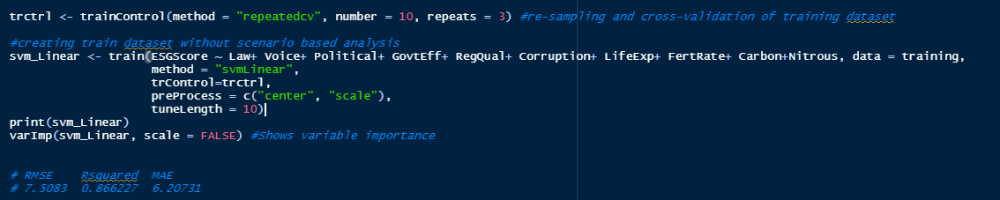 trctrl <- trainControl(method = "repeatedcv", number = 10, repeats = 3) #re-sampling and cross-validation of training dataset
#creating train dataset without scenario based analysis
svm_Linear <- train(ESGScore ~ Law+ Voice+ Political+ GovtEff+ RegQual+ Corruption+ LifeExp+ FertRate+ Carbon+Nitrous, data = training,
method = "svmLinear",
trControl=trctrl,
preProcess = c("center", "scale"),
tuneLength = 10)
print(svm_Linear)
varImp(svm_Linear, scale = FALSE) #Shows variable importance
# RMSE Rsquared MAE
# 7.5083 0.866227 6.20731